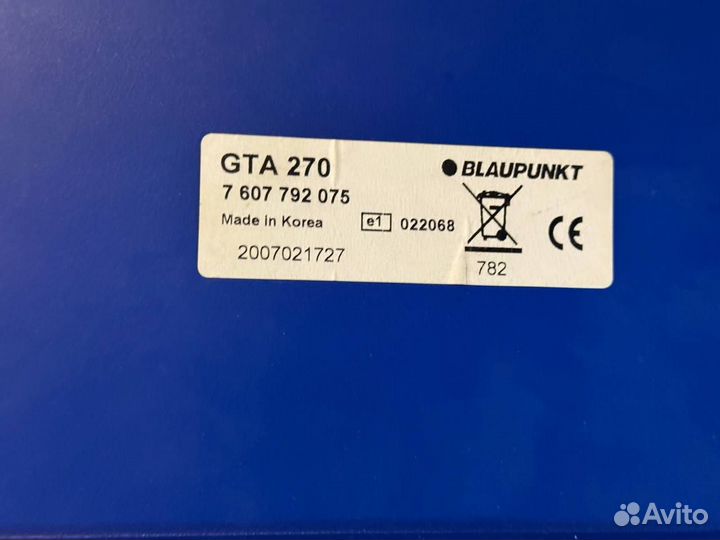 GTA 270
BLAUPUNKT
7 607 792 075
Made in Korea
e1 022068
CE
2007021727
782
Avito